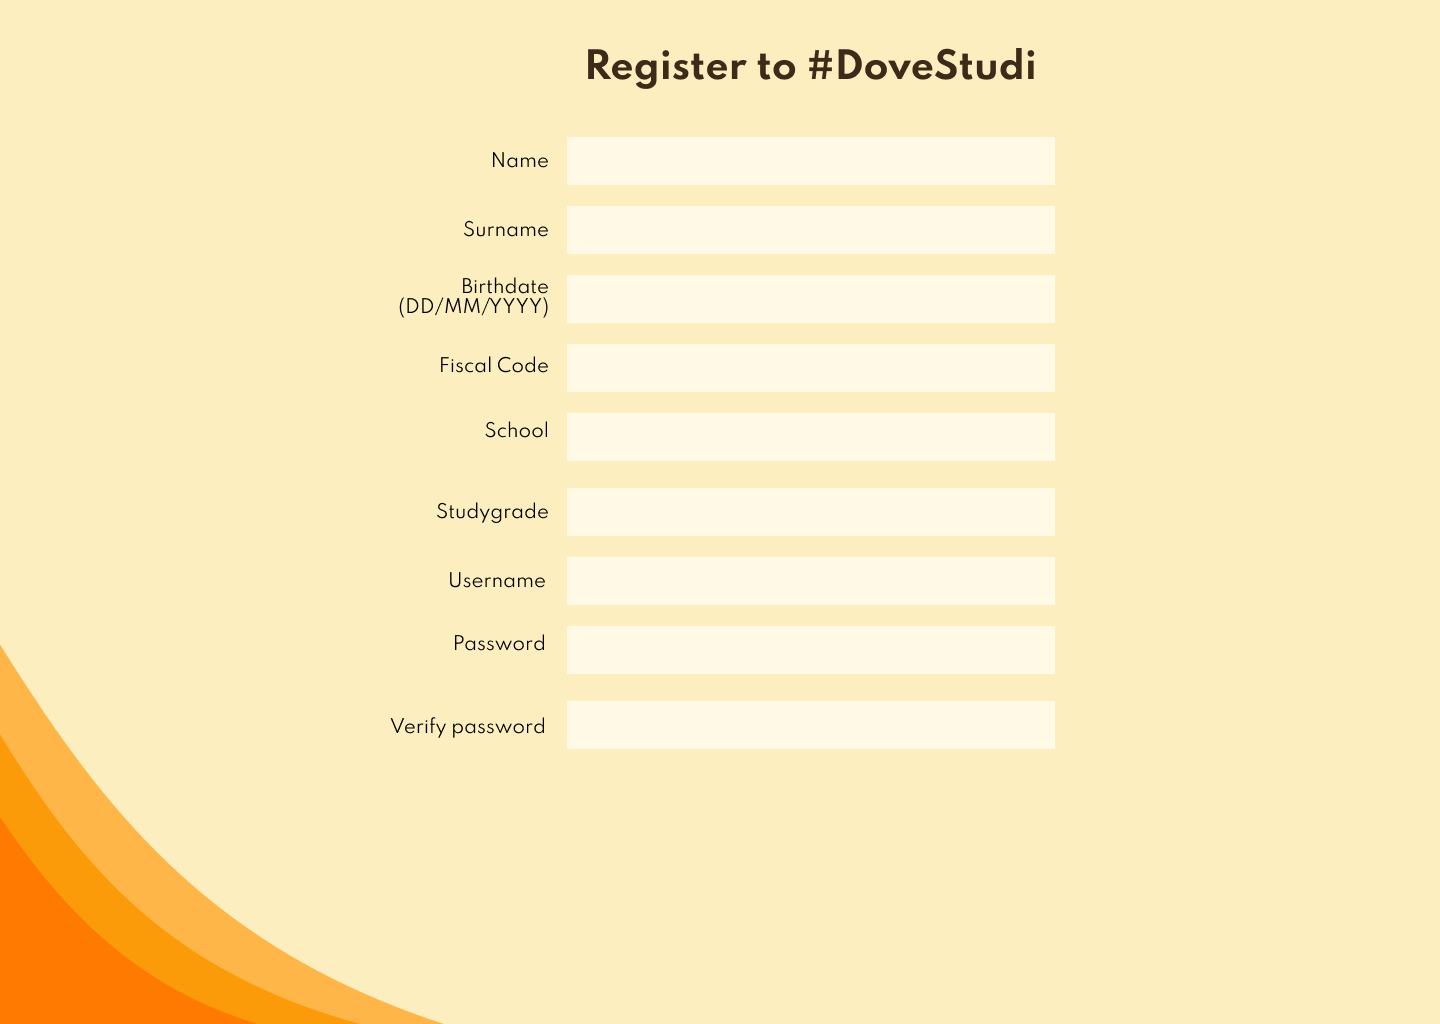 Register to #DoveStudi
Name
Surname
Birthdate
(DD/MM/YYYY)
Fiscal Code
School
Studygrade
Username
Password
Verify password